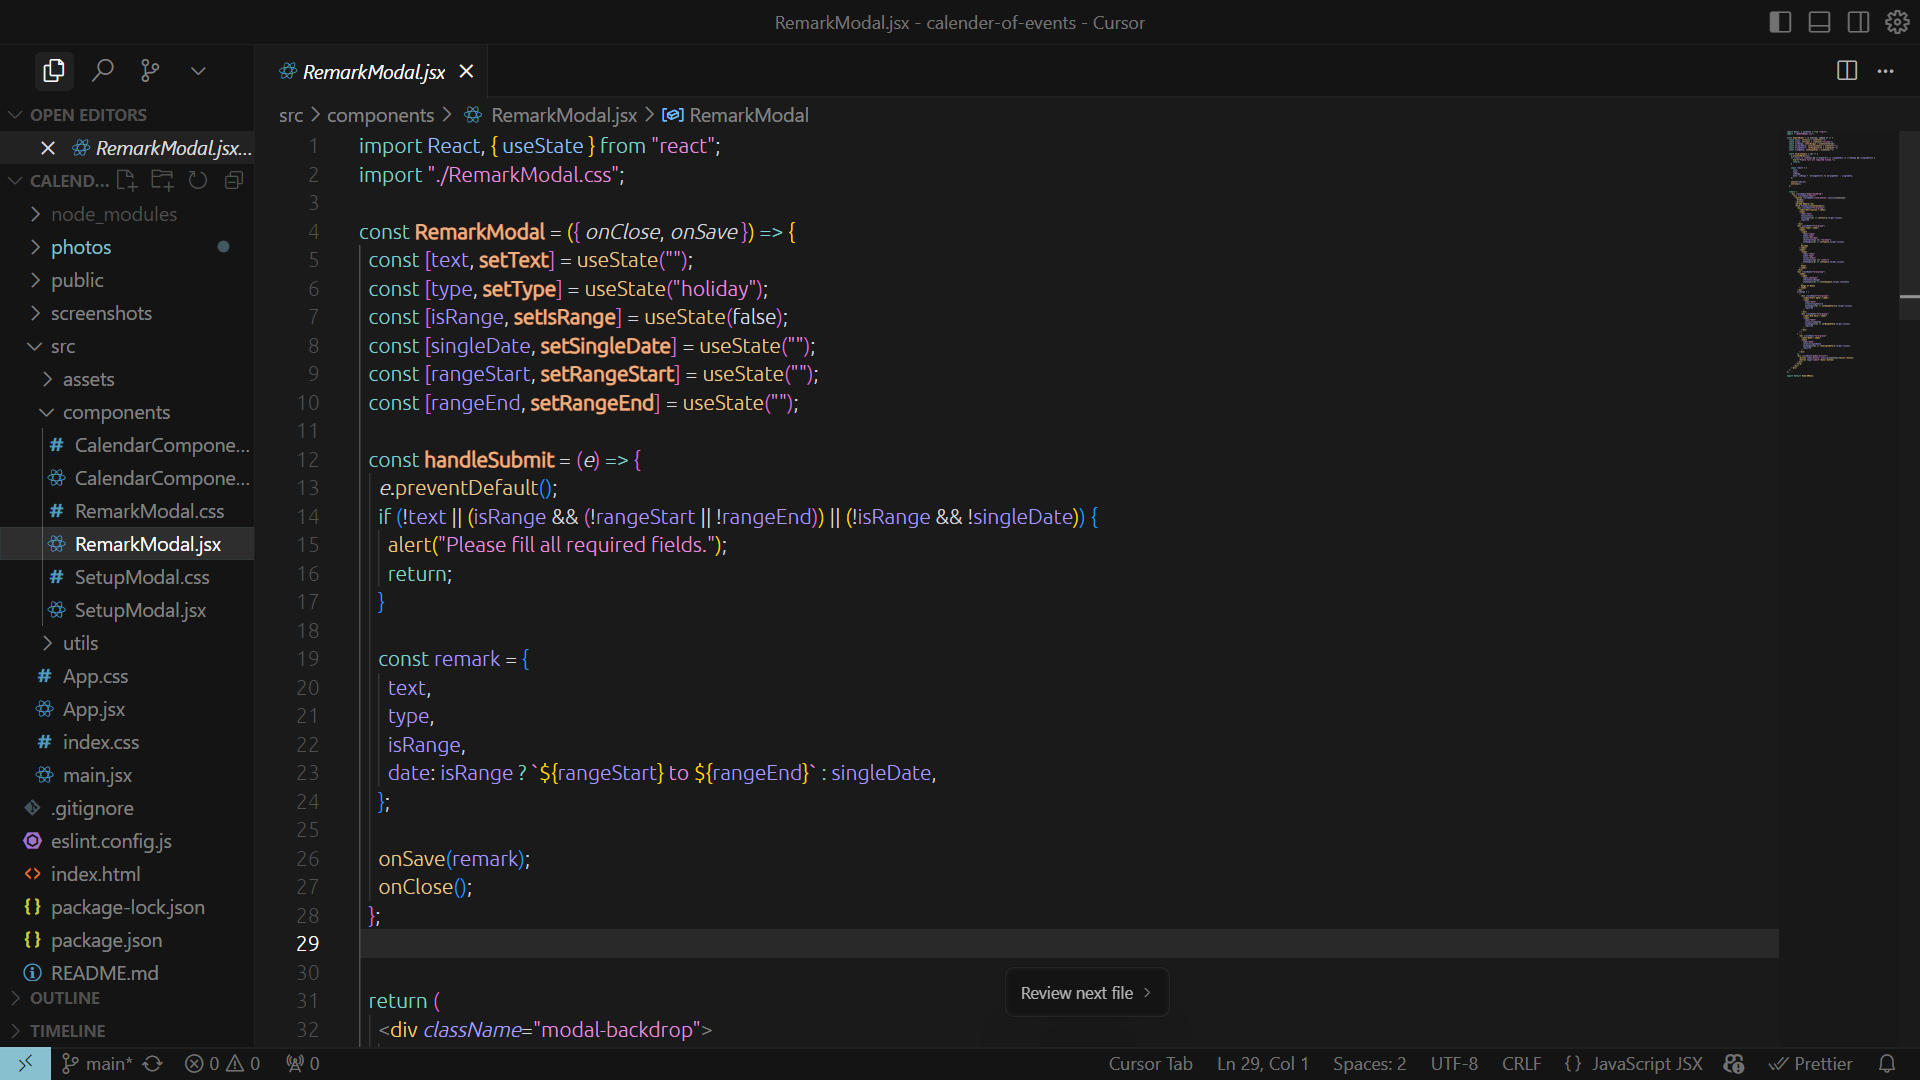 RemarkModal.jsx - calender-of-events - Cursor
RemarkModal.jsx
OPEN EDITORS
RemarkModal.jsx...
CALEND...
node_modules
photos
public
screenshots
src
assets
components
CalendarCompone...
CalendarCompone...
RemarkModal.css
RemarkModal.jsx
SetupModal.css
SetupModal.jsx
utils
App.css
App.jsx
index.css
main.jsx
.gitignore
eslint.config.js
index.html
package-lock.json
package.json
README.md
OUTLINE
TIMELINE
src > components > RemarkModal.jsx > RemarkModal
1 import React, { useState } from "react";
2 import "./RemarkModal.css";
3
4 const RemarkModal = ({ onClose, onSave }) => {
5 const [text, setText] = useState("");
6 const [type, setType] = useState("holiday");
7 const [isRange, setIsRange] = useState(false);
8 const [singleDate, setSingleDate] = useState("");
9 const [rangeStart, setRangeStart] = useState("");
10 const [rangeEnd, setRangeEnd] = useState("");
11
12 const handleSubmit = (e) => {
13 e.preventDefault();
14 if (!text || (isRange && (!rangeStart || !rangeEnd)) || (!isRange && !singleDate)) {
15 alert("Please fill all required fields.");
16 return;
17 }
18
19 const remark = {
20 text,
21 type,
22 isRange,
23 date: isRange ? `${rangeStart} to ${rangeEnd}` : singleDate,
24 };
25
26 onSave(remark);
27 onClose();
28 };
29
30
31 return (
32 <div className="modal-backdrop">
Review next file >
main* 0 0 0 Cursor Tab Ln 29, Col 1 Spaces: 2 UTF-8 CRLF {} JavaScript JSX Prettier